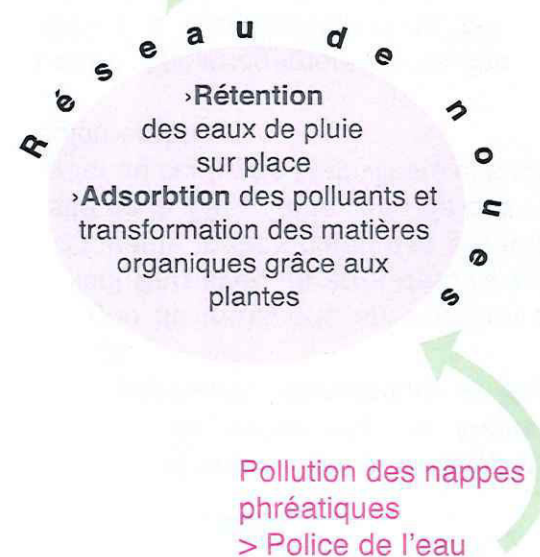 Réseau de noues
›Rétention
des eaux de pluie
sur place
›Adsorbtion des polluants et
transformation des matières
organiques grâce aux
plantes
Pollution des nappes
phréatiques
> Police de l'eau